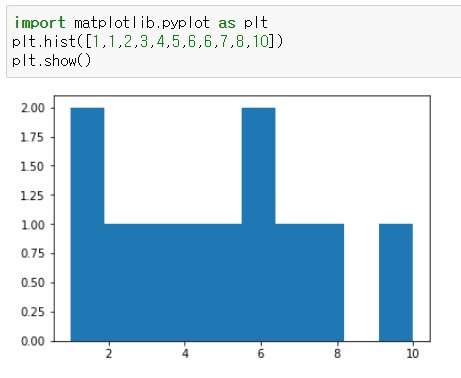 import matplotlib.pyplot as plt
plt.hist([1,1,2,3,4,5,6,6,7,8,10])
plt.show()
2.00
1.75
1.50
1.25
1.00
0.75
0.50
0.25
0.00
2 4 6 8 10